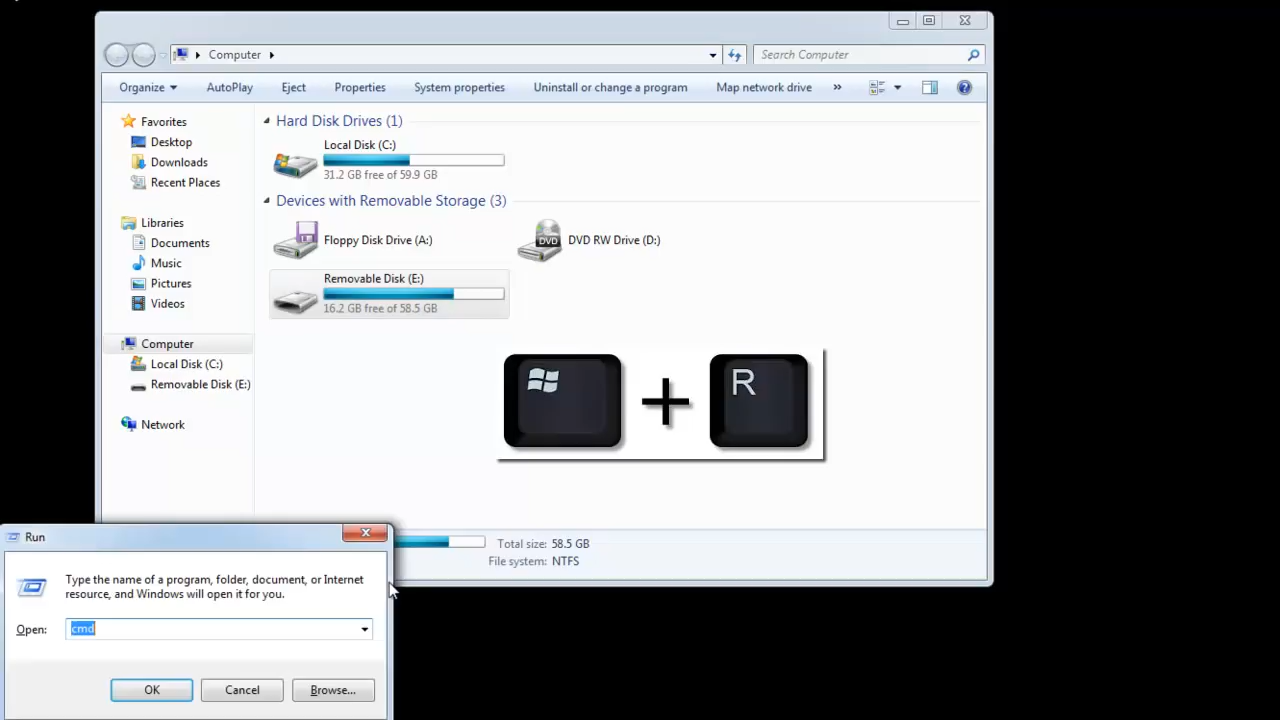 Computer
Search Computer
Organize AutoPlay Eject Properties System properties Uninstall or change a program Map network drive »
Favorites
Desktop
Downloads
Recent Places
Libraries
Documents
Music
Pictures
Videos
Computer
Local Disk (C:)
Removable Disk (E:)
Network
Hard Disk Drives (1)
Local Disk (C:)
31.2 GB free of 59.9 GB
Devices with Removable Storage (3)
Floppy Disk Drive (A:)
DVD
DVD RW Drive (D:)
Removable Disk (E:)
16.2 GB free of 58.5 GB
+ R
Total size: 58.5 GB
File system: NTFS
Run
Type the name of a program, folder, document, or Internet
resource, and Windows will open it for you.
Open: cmd
OK Cancel Browse...